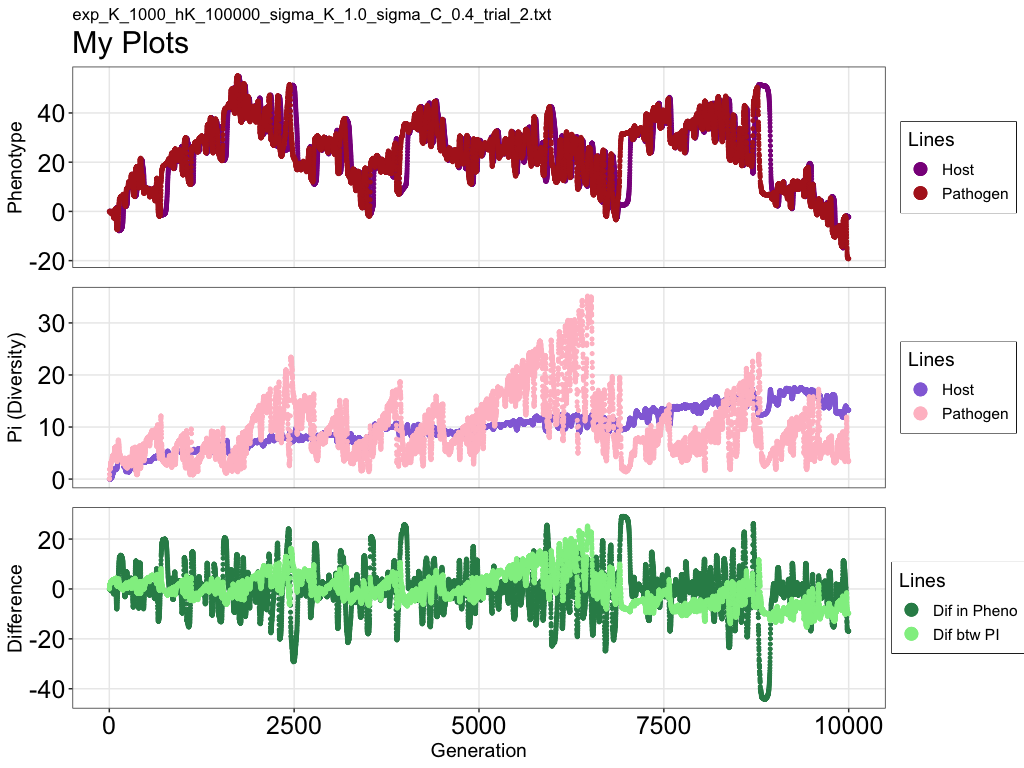 exp_K_1000_hK_100000_sigma_K_1.0_sigma_C_0.4_trial_2.txt
My Plots
Phenotype
40
20
0
-20
Lines
Host
Pathogen
Pi (Diversity)
30
20
10
0
Lines
Host
Pathogen
Difference
20
0
-20
-40
Lines
Dif in Pheno
Dif btw PI
0 2500 5000 7500 10000
Generation